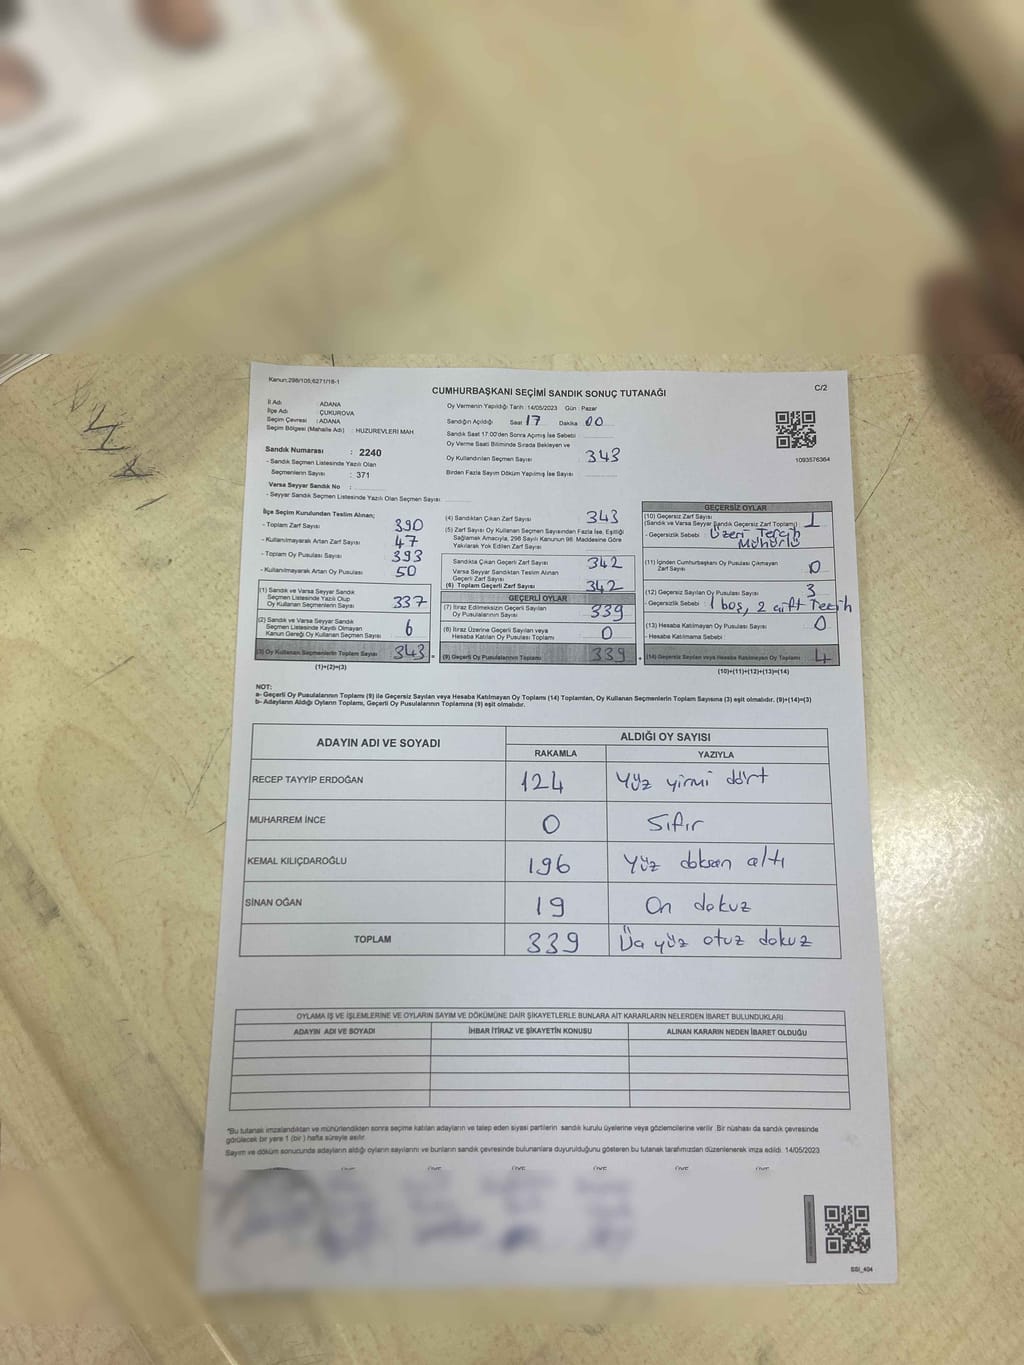 Kanun:298/105;6271/18-1
CUMHURBAŞKANI SEÇİMİ SANDIK SONUÇ TUTANAĞI
C/2
İl Adı : ADANA
İlçe Adı : ÇUKUROVA
Seçim Çevresi : ADANA
Seçim Bölgesi (Mahalle Adı) : HUZUREVLERİ MAH
Sandık Numarası : 2240
- Sandık Seçmen Listesinde Yazılı Olan
Seçmenlerin Sayısı : 371
Varsa Seyyar Sandık No :
- Seyyar Sandık Seçmen Listesinde Yazılı Olan Seçmen Sayısı
Oy Vermenin Yapıldığı Tarih :14/05/2023 Gün : Pazar
Sandığın Açıldığı Saat 17 Dakika 00
Sandık Saat 17:00'den Sonra Açmış İse Sebebi
Oy Verme Saati Bitiminde Sırada Bekleyen ve
Oy Kullandırılan Seçmen Sayısı : 343
Birden Fazla Sayım Döküm Yapılmış İse Sayısı
1093576364
İlçe Seçim Kurulundan Teslim Alınan;
- Toplam Zarf Sayısı 390
- Kullanılmayarak Artan Zarf Sayısı 47
- Toplam Oy Pusulası Sayısı 393
- Kullanılmayarak Artan Oy Pusulası 50
(1) Sandık ve Varsa Seyyar Sandık
Seçmen Listesinde Yazılı Olup
Oy Kullanan Seçmenlerin Sayısı 337
(2) Sandık ve Varsa Seyyar Sandık
Seçmen Listesinde Kayıtlı Olmayan
Kanun Gereği Oy Kullanan Seçmen Sayısı 6
(3) Oy Kullanan Seçmenlerin Toplam Sayısı 343 =
(1)+(2)=(3)
(4) Sandıktan Çıkan Zarf Sayısı 343
(5) Zarf Sayısı Oy Kullanan Seçmen Sayısından Fazla İse, Eşitliği
Sağlamak Amacıyla, 298 Sayılı Kanunun 98. Maddesine Göre
Yakılarak Yok Edilen Zarf Sayısı
Sandıkta Çıkan Geçerli Zarf Sayısı 342
Varsa Seyyar Sandıktan Teslim Alınan
Geçerli Zarf Sayısı
(6) Toplam Geçerli Zarf Sayısı 342
GEÇERLİ OYLAR
(7) İtiraz Edilmeksizin Geçerli Sayılan
Oy Pusulalarının Sayısı 339
(8) İtiraz Üzerine Geçerli Sayılan veya
Hesaba Katılan Oy Pusulası Toplamı 0
(9) Geçerli Oy Pusulalarının Toplamı 339 +
GEÇERSİZ OYLAR
(10) Geçersiz Zarf Sayısı
(Sandık ve Varsa Seyyar Sandık Geçersiz Zarf Toplamı) 1
- Geçersizlik Sebebi : Üzeri Tercih
Mühürlü
(11) İçinden Cumhurbaşkanı Oy Pusulası Çıkmayan
Zarf Sayısı 0
(12) Geçersiz Sayılan Oy Pusulası Sayısı 3
- Geçersizlik Sebebi : 1 boş, 2 çift Tercih
(13) Hesaba Katılmayan Oy Pusulası Sayısı 0
- Hesaba Katılmama Sebebi :
(14) Geçersiz Sayılan veya Hesaba Katılmayan Oy Toplamı 4
(10)+(11)+(12)+(13)=(14)
NOT:
a- Geçerli Oy Pusulalarının Toplamı (9) ile Geçersiz Sayılan veya Hesaba Katılmayan Oy Toplamı (14) Toplamları, Oy Kullanan Seçmenlerin Toplam Sayısına (3) eşit olmalıdır. (9)+(14)=(3)
b- Adayların Aldığı Oyların Toplamı, Geçerli Oy Pusulalarının Toplamına (9) eşit olmalıdır.
ADAYIN ADI VE SOYADI ALDIĞI OY SAYISI
RAKAMLA YAZIYLA
RECEP TAYYİP ERDOĞAN 124 Yüz yirmi dört
MUHARREM İNCE 0 Sıfır
KEMAL KILIÇDAROĞLU 196 Yüz doksan altı
SİNAN OĞAN 19 On dokuz
TOPLAM 339 Üç yüz otuz dokuz
OYLAMA İŞ VE İŞLEMLERİNE VE OYLARIN SAYIM VE DÖKÜMÜNE DAİR ŞİKAYETLERLE BUNLARA AİT KARARLARIN NELERDEN İBARET BULUNDUKLARI
ADAYIN ADI VE SOYADI İHBAR İTİRAZ VE ŞİKAYETİN KONUSU ALINAN KARARIN NEDEN İBARET OLDUĞU
*Bu tutanak imzalandıktan ve mühürlendikten sonra seçime katılan adayların ve talep eden siyasi partilerin sandık kurulu üyelerine veya gözlemcilerine verilir. Bir nüshası da sandık çevresinde
görülecek bir yere 1 (bir) hafta süreyle asılır.
Sayım ve döküm sonucunda adayların aldığı oyların sayılarını ve bunların sandık çevresinde bulunanlara duyurulduğunu gösteren bu tutanak tarafımızdan düzenlenerek imza edildi. 14/05/2023
SSİ_404